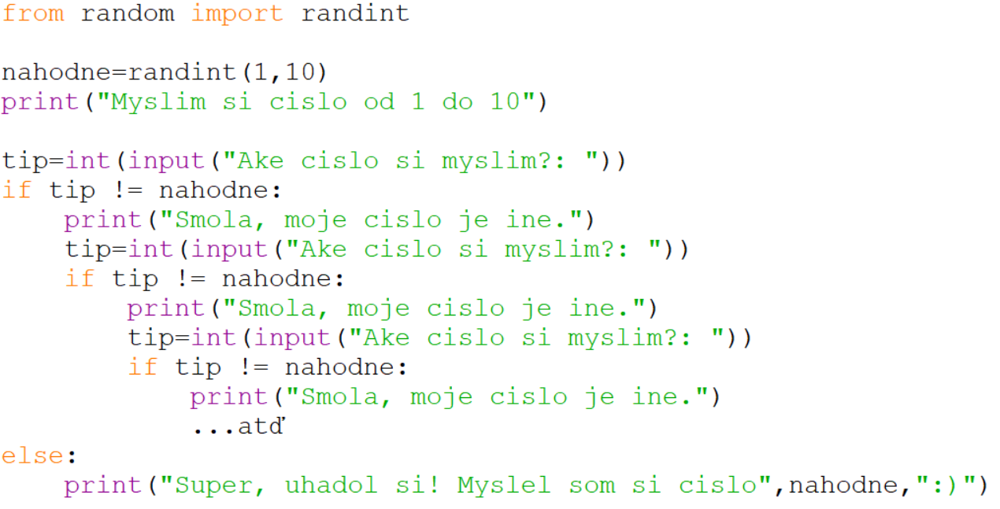 from random import randint
nahodne=randint(1,10)
print("Myslim si cislo od 1 do 10")
tip=int(input("Ake cislo si myslim?: "))
if tip != nahodne:
    print("Smola, moje cislo je ine.")
    tip=int(input("Ake cislo si myslim?: "))
    if tip != nahodne:
        print("Smola, moje cislo je ine.")
        tip=int(input("Ake cislo si myslim?: "))
        if tip != nahodne:
            print("Smola, moje cislo je ine.")
            ...atď
else:
    print("Super, uhadol si! Myslel som si cislo",nahodne,":)")